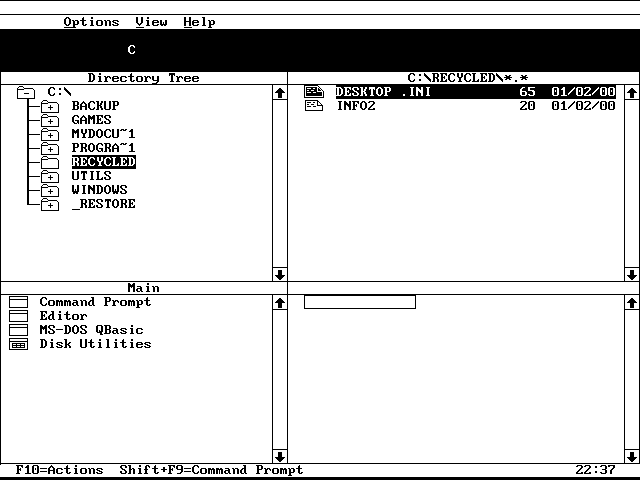 Options View Help
C
Directory Tree
C:\
BACKUP
GAMES
MYDOCU~1
PROGRA~1
RECYCLED
UTILS
WINDOWS
_RESTORE
C:\RECYCLED\*.*
DESKTOP .INI 65 01/02/00
INFO2 20 01/02/00
Main
Command Prompt
Editor
MS-DOS QBasic
Disk Utilities
F10=Actions Shift+F9=Command Prompt 22:37